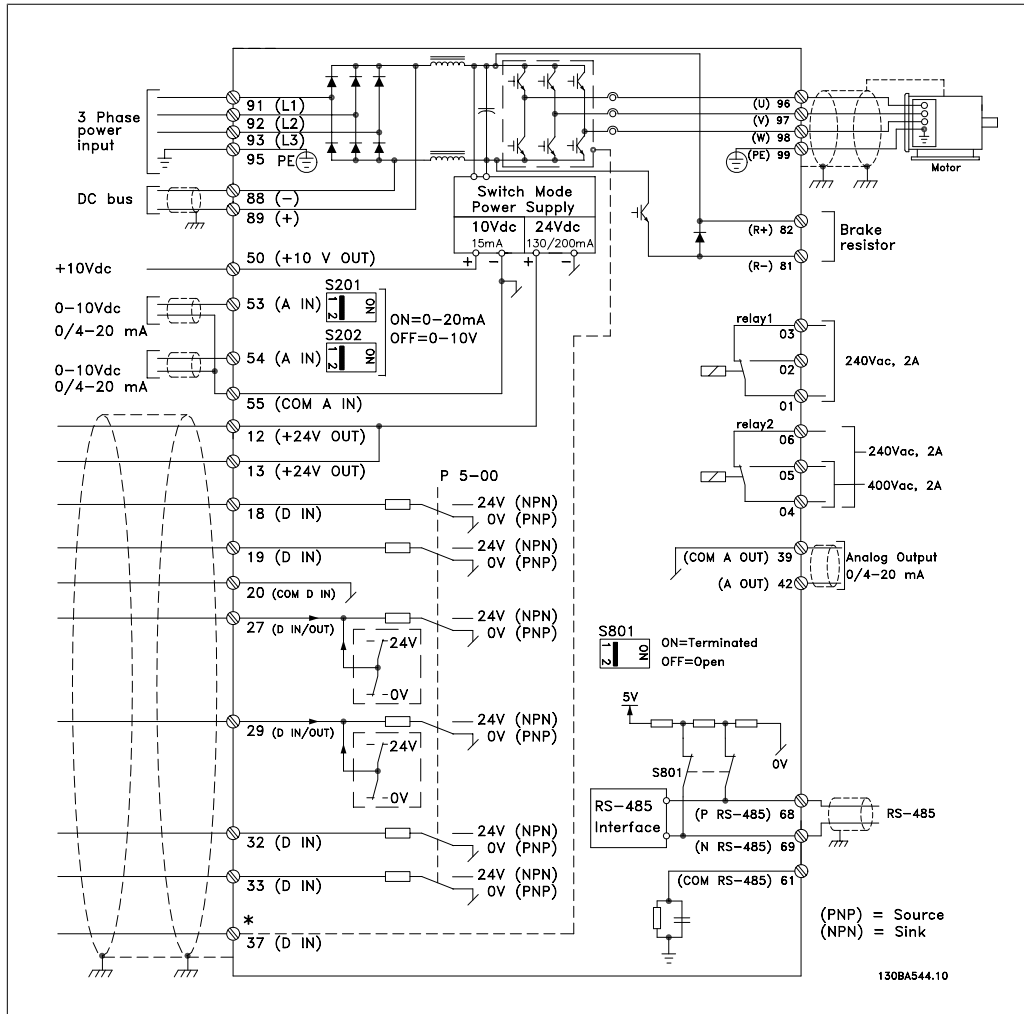 3 Phase
power
input
91 (L1)
92 (L2)
93 (L3)
95 PE
DC bus
88 (-)
89 (+)
+10Vdc
50 (+10 V OUT)
0-10Vdc
0/4-20 mA
53 (A IN)
S201
1 2
ON
ON=0-20mA
OFF=0-10V
S202
1 2
ON
54 (A IN)
0-10Vdc
0/4-20 mA
55 (COM A IN)
12 (+24V OUT)
13 (+24V OUT)
P 5-00
18 (D IN)
24V (NPN)
0V (PNP)
19 (D IN)
24V (NPN)
0V (PNP)
20 (COM D IN)
27 (D IN/OUT)
24V (NPN)
0V (PNP)
24V
0V
29 (D IN/OUT)
24V (NPN)
0V (PNP)
24V
0V
32 (D IN)
24V (NPN)
0V (PNP)
33 (D IN)
24V (NPN)
0V (PNP)
*
37 (D IN)
Switch Mode
Power Supply
10Vdc
15mA
24Vdc
130/200mA
+ - + -
(U) 96
(V) 97
(W) 98
(PE) 99
Motor
(R+) 82
(R-) 81
Brake
resistor
relay1
03
02
01
240Vac, 2A
relay2
06
05
04
240Vac, 2A
400Vac, 2A
(COM A OUT) 39
(A OUT) 42
Analog Output
0/4-20 mA
S801
1 2
ON
ON=Terminated
OFF=Open
5V
0V
S801
RS-485
Interface
(P RS-485) 68
(N RS-485) 69
(COM RS-485) 61
RS-485
(PNP) = Source
(NPN) = Sink
130BA544.10